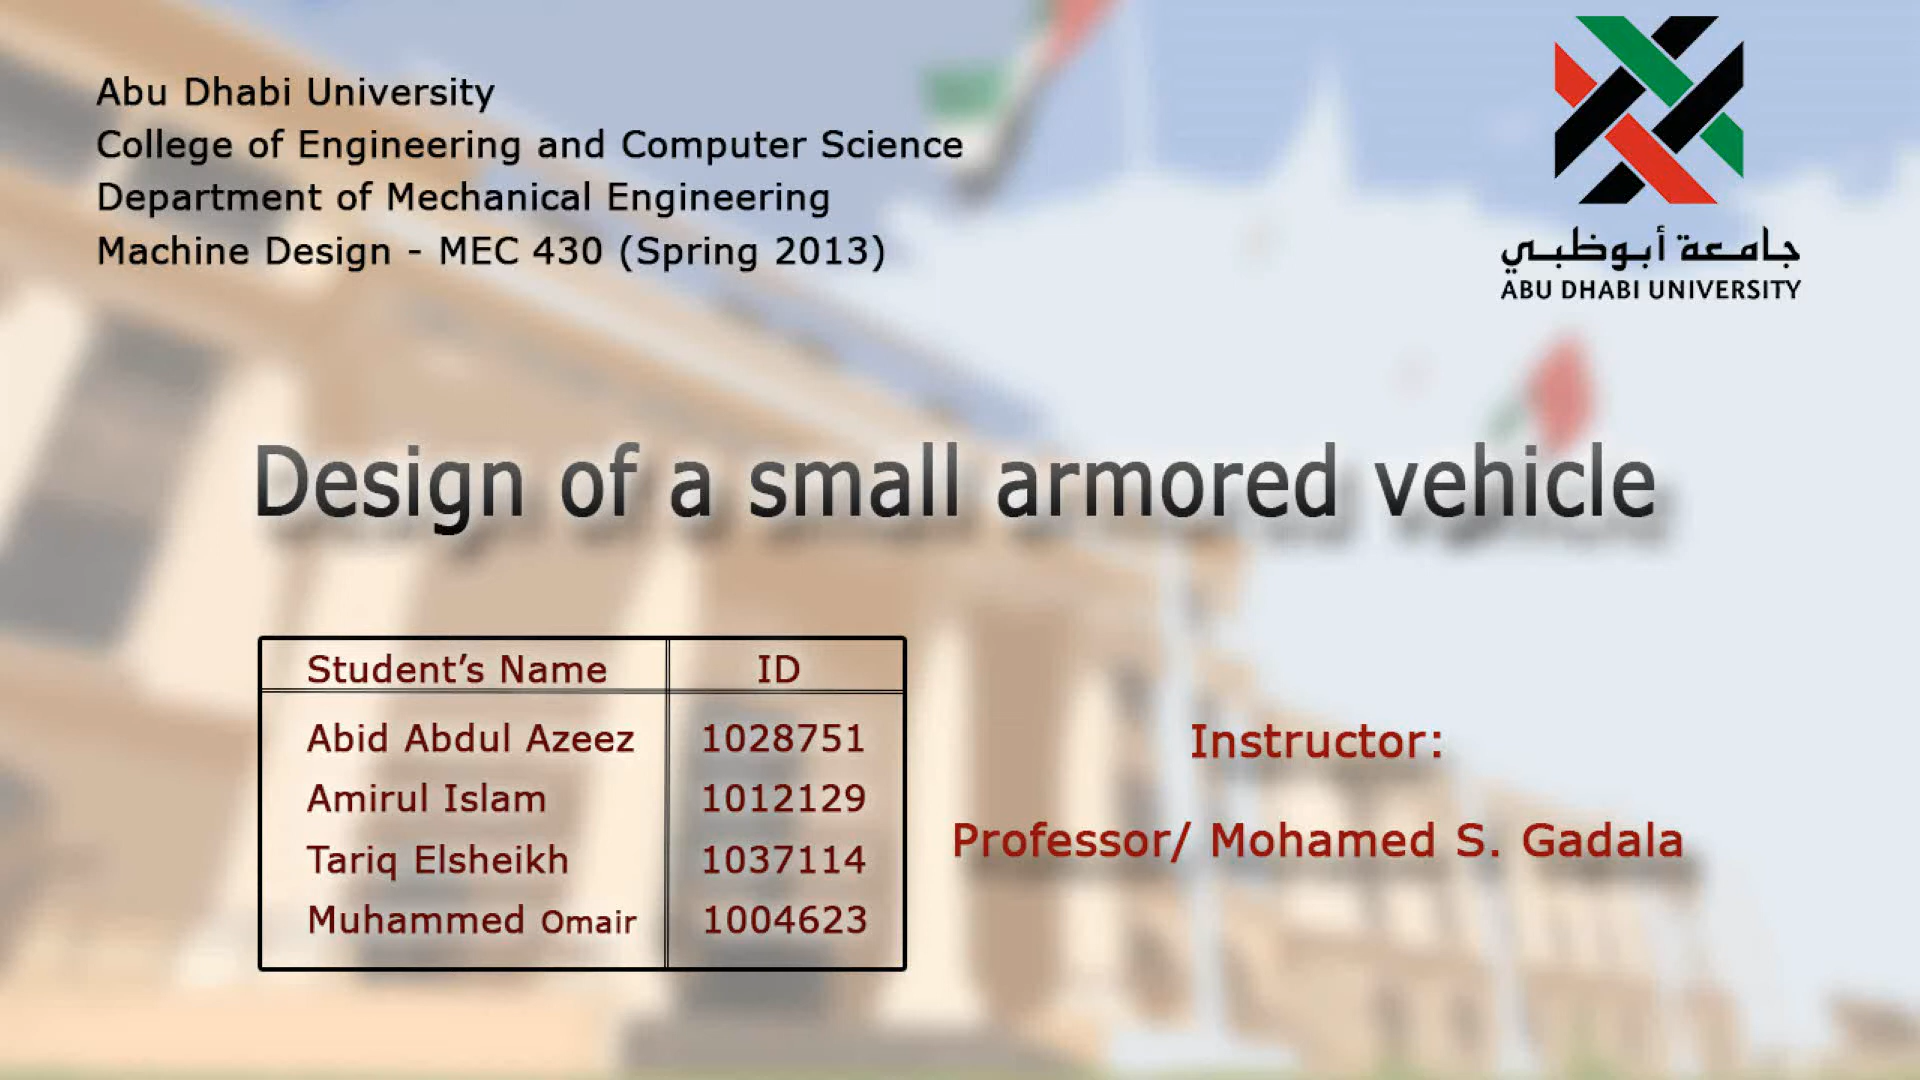 Abu Dhabi University
College of Engineering and Computer Science
Department of Mechanical Engineering
Machine Design - MEC 430 (Spring 2013)
جامعة أبوظبي
ABU DHABI UNIVERSITY
Design of a small armored vehicle
Student’s Name ID
Abid Abdul Azeez 1028751
Amirul Islam 1012129
Tariq Elsheikh 1037114
Muhammed Omair 1004623
Instructor:
Professor/ Mohamed S. Gadala